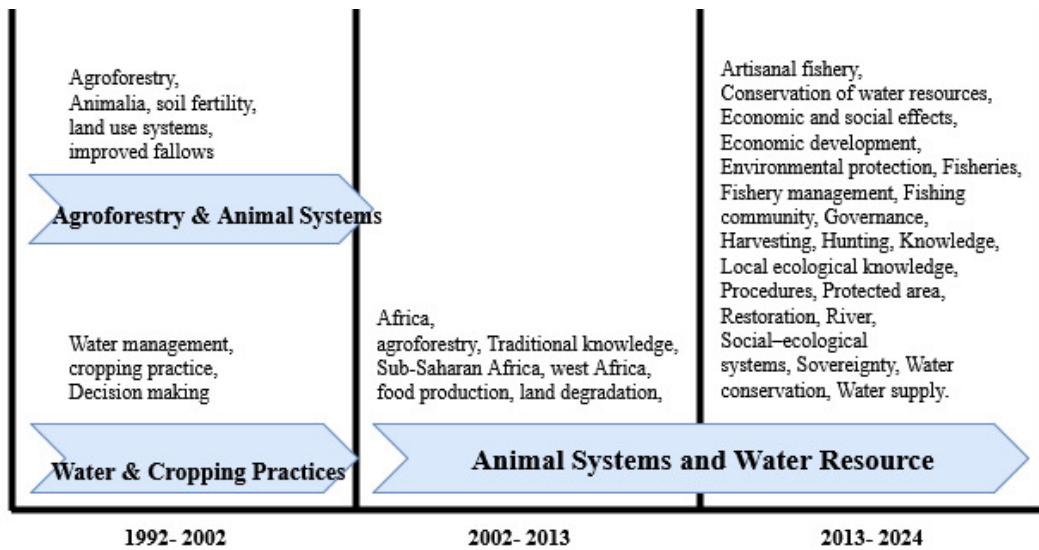 Agroforestry,
Animalia, soil fertility,
land use systems,
improved fallows
Agroforestry & Animal Systems
Water management,
cropping practice,
Decision making
Water & Cropping Practices
Africa,
agroforestry, Traditional knowledge,
Sub-Saharan Africa, west Africa,
food production, land degradation,
Artisanal fishery,
Conservation of water resources,
Economic and social effects,
Economic development,
Environmental protection, Fisheries,
Fishery management, Fishing
community, Governance,
Harvesting, Hunting, Knowledge,
Local ecological knowledge,
Procedures, Protected area,
Restoration, River,
Social–ecological
systems, Sovereignty, Water
conservation, Water supply.
Animal Systems and Water Resource
1992- 2002
2002- 2013
2013- 2024